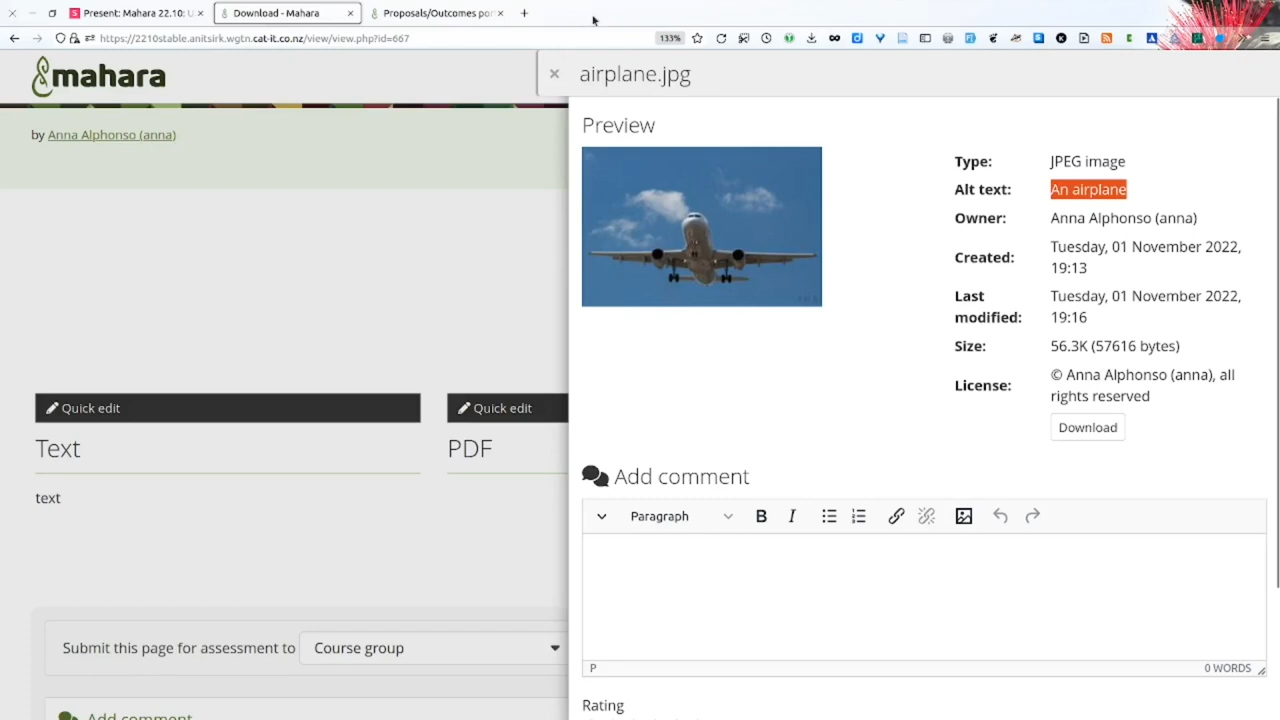 Present: Mahara 22.10: U
Download - Mahara
Proposals/Outcomes por
https://2210stable.anitsirk.wgtn.cat-it.co.nz/view/view.php?id=667
133%
mahara
by Anna Alphonso (anna)
Quick edit
Text
text
Quick edit
PDF
Submit this page for assessment to
Course group
Add comment
airplane.jpg
Preview
Type: JPEG image
Alt text: An airplane
Owner: Anna Alphonso (anna)
Created: Tuesday, 01 November 2022,
19:13
Last modified: Tuesday, 01 November 2022,
19:16
Size: 56.3K (57616 bytes)
License: © Anna Alphonso (anna), all
rights reserved
Download
Add comment
Paragraph
B I
P
0 WORDS
Rating